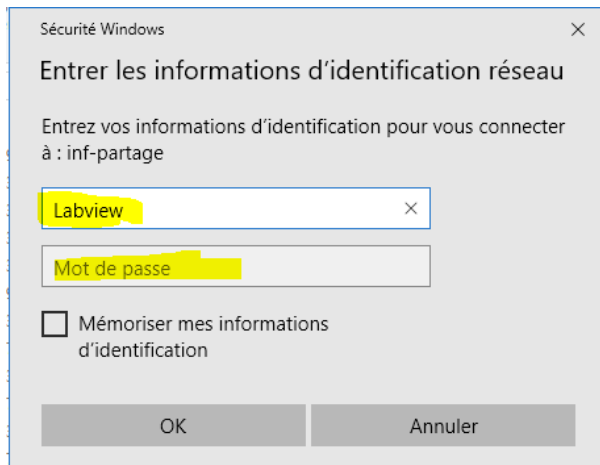 Sécurité Windows
Entrer les informations d'identification réseau
Entrez vos informations d'identification pour vous connecter
à : inf-partage
Labview
Mot de passe
Mémoriser mes informations
d'identification
OK
Annuler